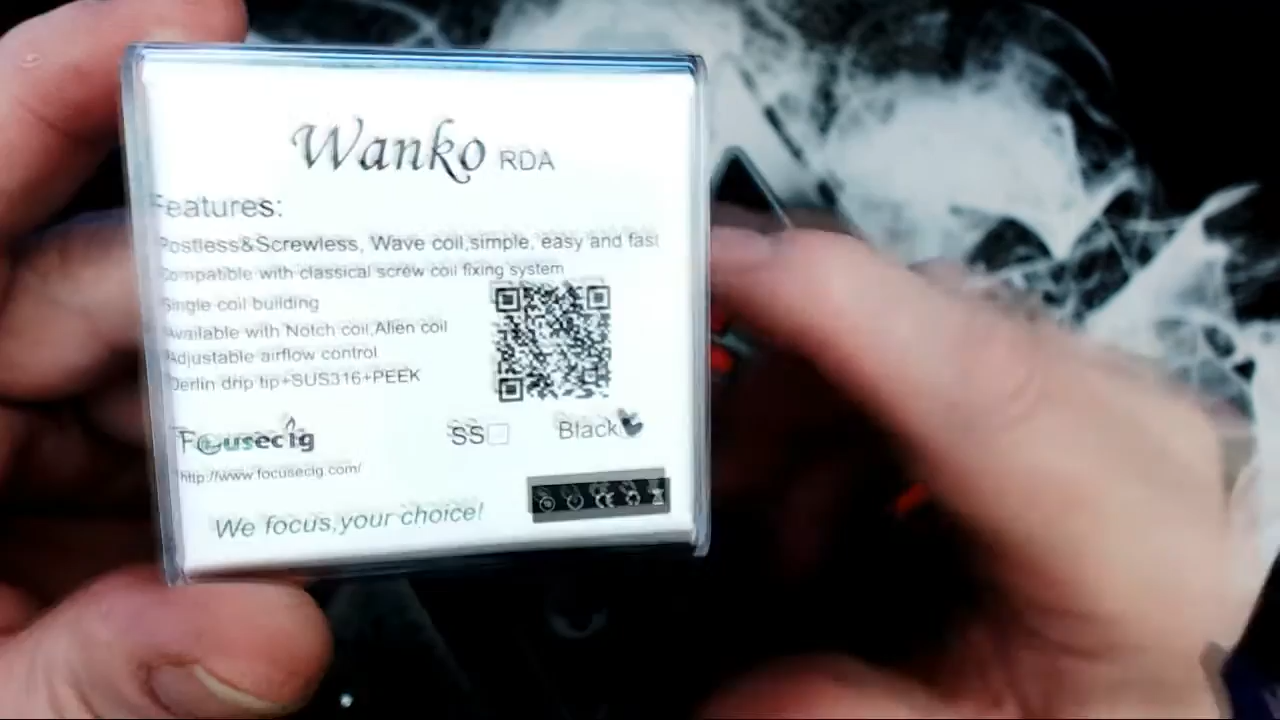 Wanko RDA
Features:
Postless&Screwless, Wave coil,simple, easy and fast
Compatible with classical screw coil fixing system
Single coil building
Available with Notch coil,Alien coil
Adjustable airflow control
Derlin drip tip+SUS316+PEEK
Focusecig
SS Black
http://www.focusecig.com/
We focus,your choice!